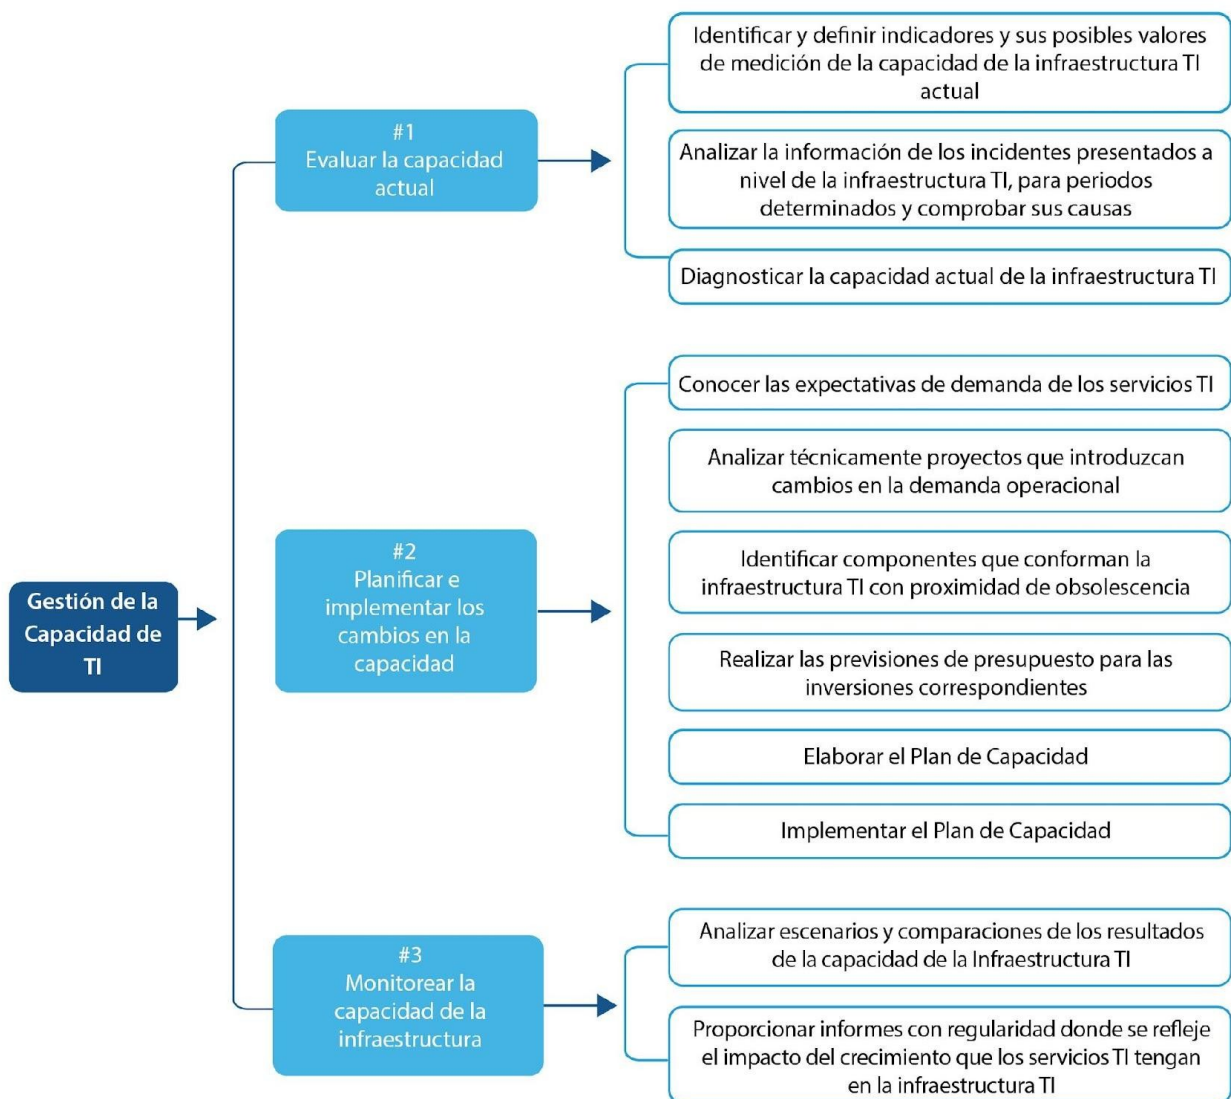 Gestión de la
Capacidad de
TI
#1
Evaluar la capacidad
actual
Identificar y definir indicadores y sus posibles valores
de medición de la capacidad de la infraestructura TI
actual
Analizar la información de los incidentes presentados a
nivel de la infraestructura TI, para periodos
determinados y comprobar sus causas
Diagnosticar la capacidad actual de la infraestructura TI
#2
Planificar e
implementar los
cambios en la
capacidad
Conocer las expectativas de demanda de los servicios TI
Analizar técnicamente proyectos que introduzcan
cambios en la demanda operacional
Identificar componentes que conforman la
infraestructura TI con proximidad de obsolescencia
Realizar las previsiones de presupuesto para las
inversiones correspondientes
Elaborar el Plan de Capacidad
Implementar el Plan de Capacidad
#3
Monitorear la
capacidad de la
infraestructura
Analizar escenarios y comparaciones de los resultados
de la capacidad de la Infraestructura TI
Proporcionar informes con regularidad donde se refleje
el impacto del crecimiento que los servicios TI tengan
en la infraestructura TI